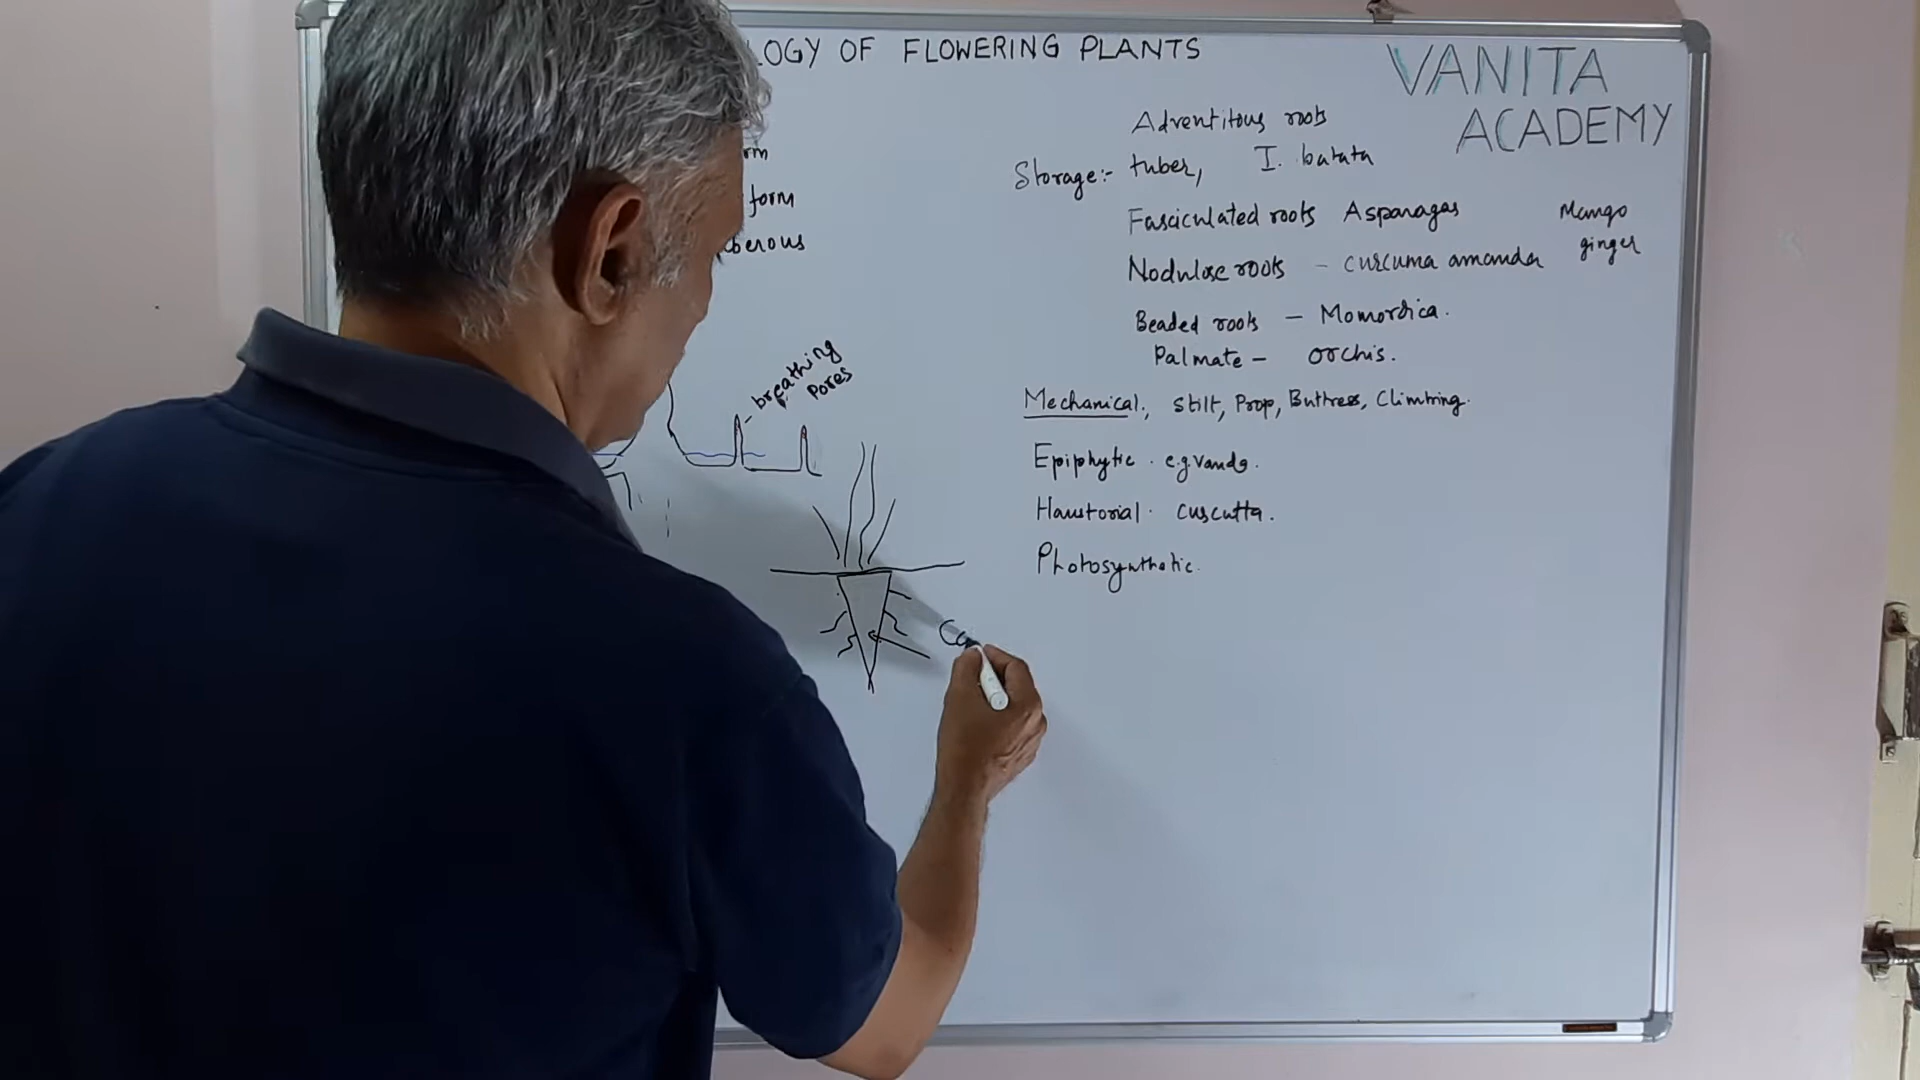 LOGY OF FLOWERING PLANTS
VANITA
ACADEMY
rm
form
berous
breathing
Pores
Adventitous roots
Storage:- tuber, I. batata
Fasciculated roots Asparagas
Nodulose roots - curcuma amanda
Mango
ginger
Beaded roots - Momordica.
Palmate - orchis.
Mechanical, Stilt, Prop, Buttress, Climbing.
Epiphytic. e.g. Vanda.
Haustorial. cuscutta.
Photosynthetic.
Ca